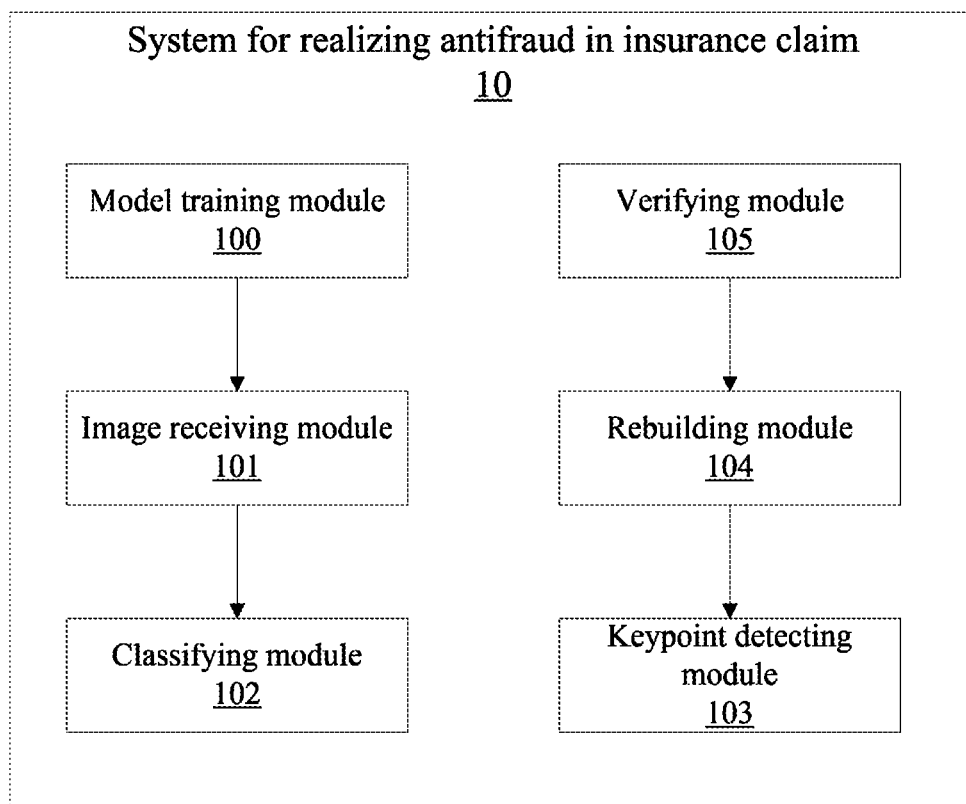 System for realizing antifraud in insurance claim
10
Model training module
100
Verifying module
105
Image receiving module
101
Rebuilding module
104
Classifying module
102
Keypoint detecting
module
103